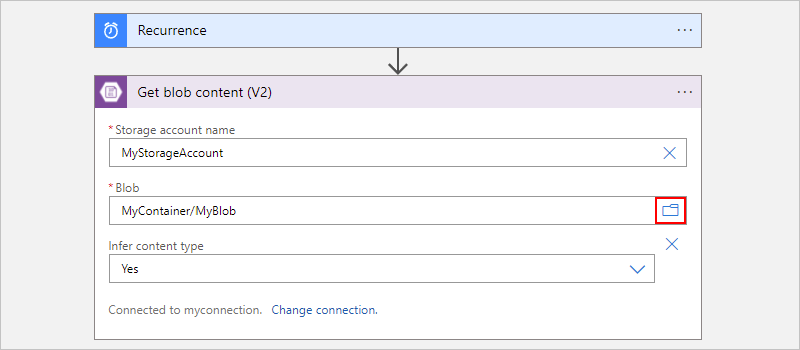 Recurrence
Get blob content (V2)
* Storage account name
MyStorageAccount
* Blob
MyContainer/MyBlob
Infer content type
Yes
Connected to myconnection. Change connection.